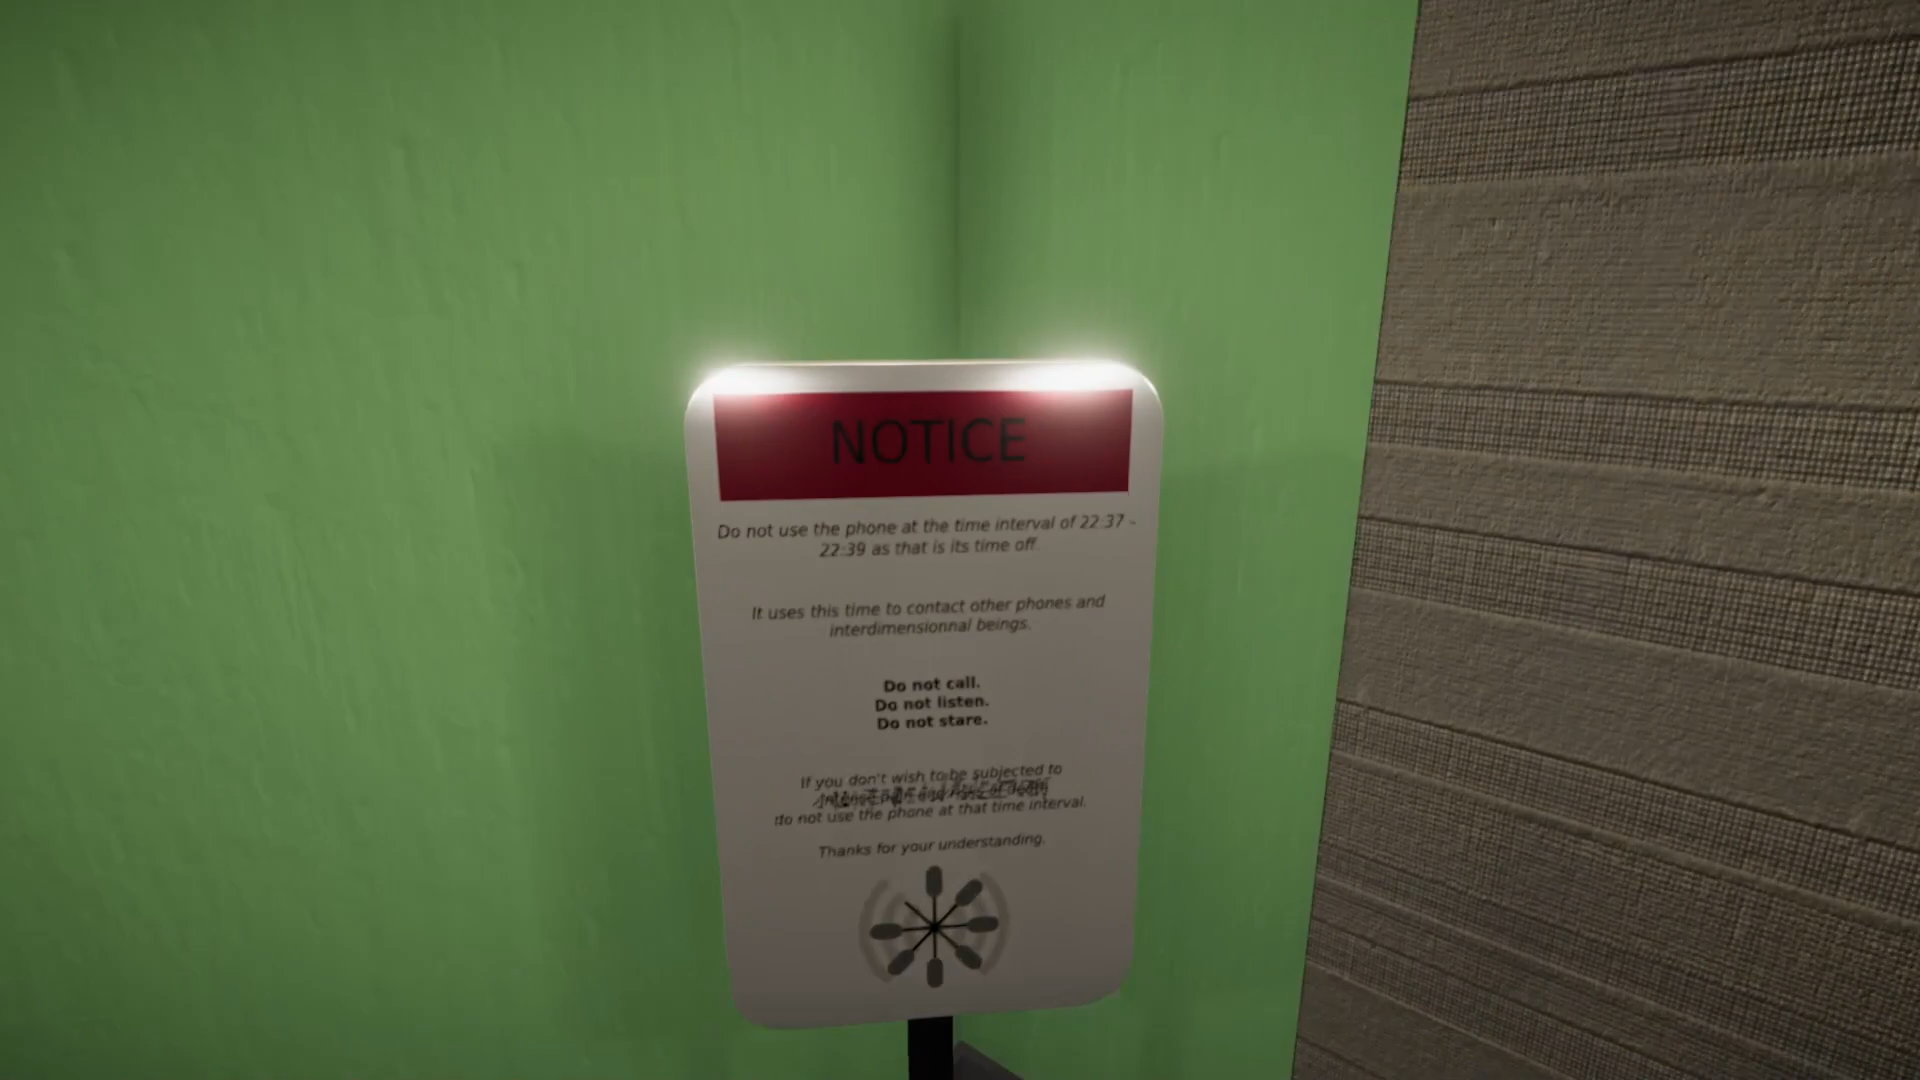 NOTICE
Do not use the phone at the time interval of 22:37 -
22:39 as that is its time off.
It uses this time to contact other phones and
interdimensionnal beings.
Do not call.
Do not listen.
Do not stare.
If you don't wish to be subjected to
do not use the phone at that time interval.
Thanks for your understanding.